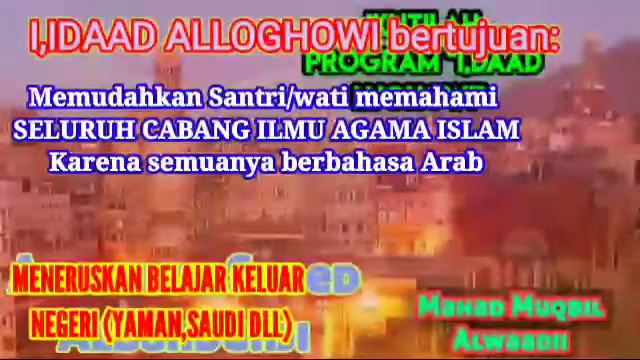 I,IDAAD ALLOGHOWI bertujuan:
PROGRAM I,DAAD
Memudahkan Santri/wati memahami
SELURUH CABANG ILMU AGAMA ISLAM
Karena semuanya berbahasa Arab
MENERUSKAN BELAJAR KELUAR
NEGERI (YAMAN,SAUDI DLL)
Mahad Muqbil
Alwaadii